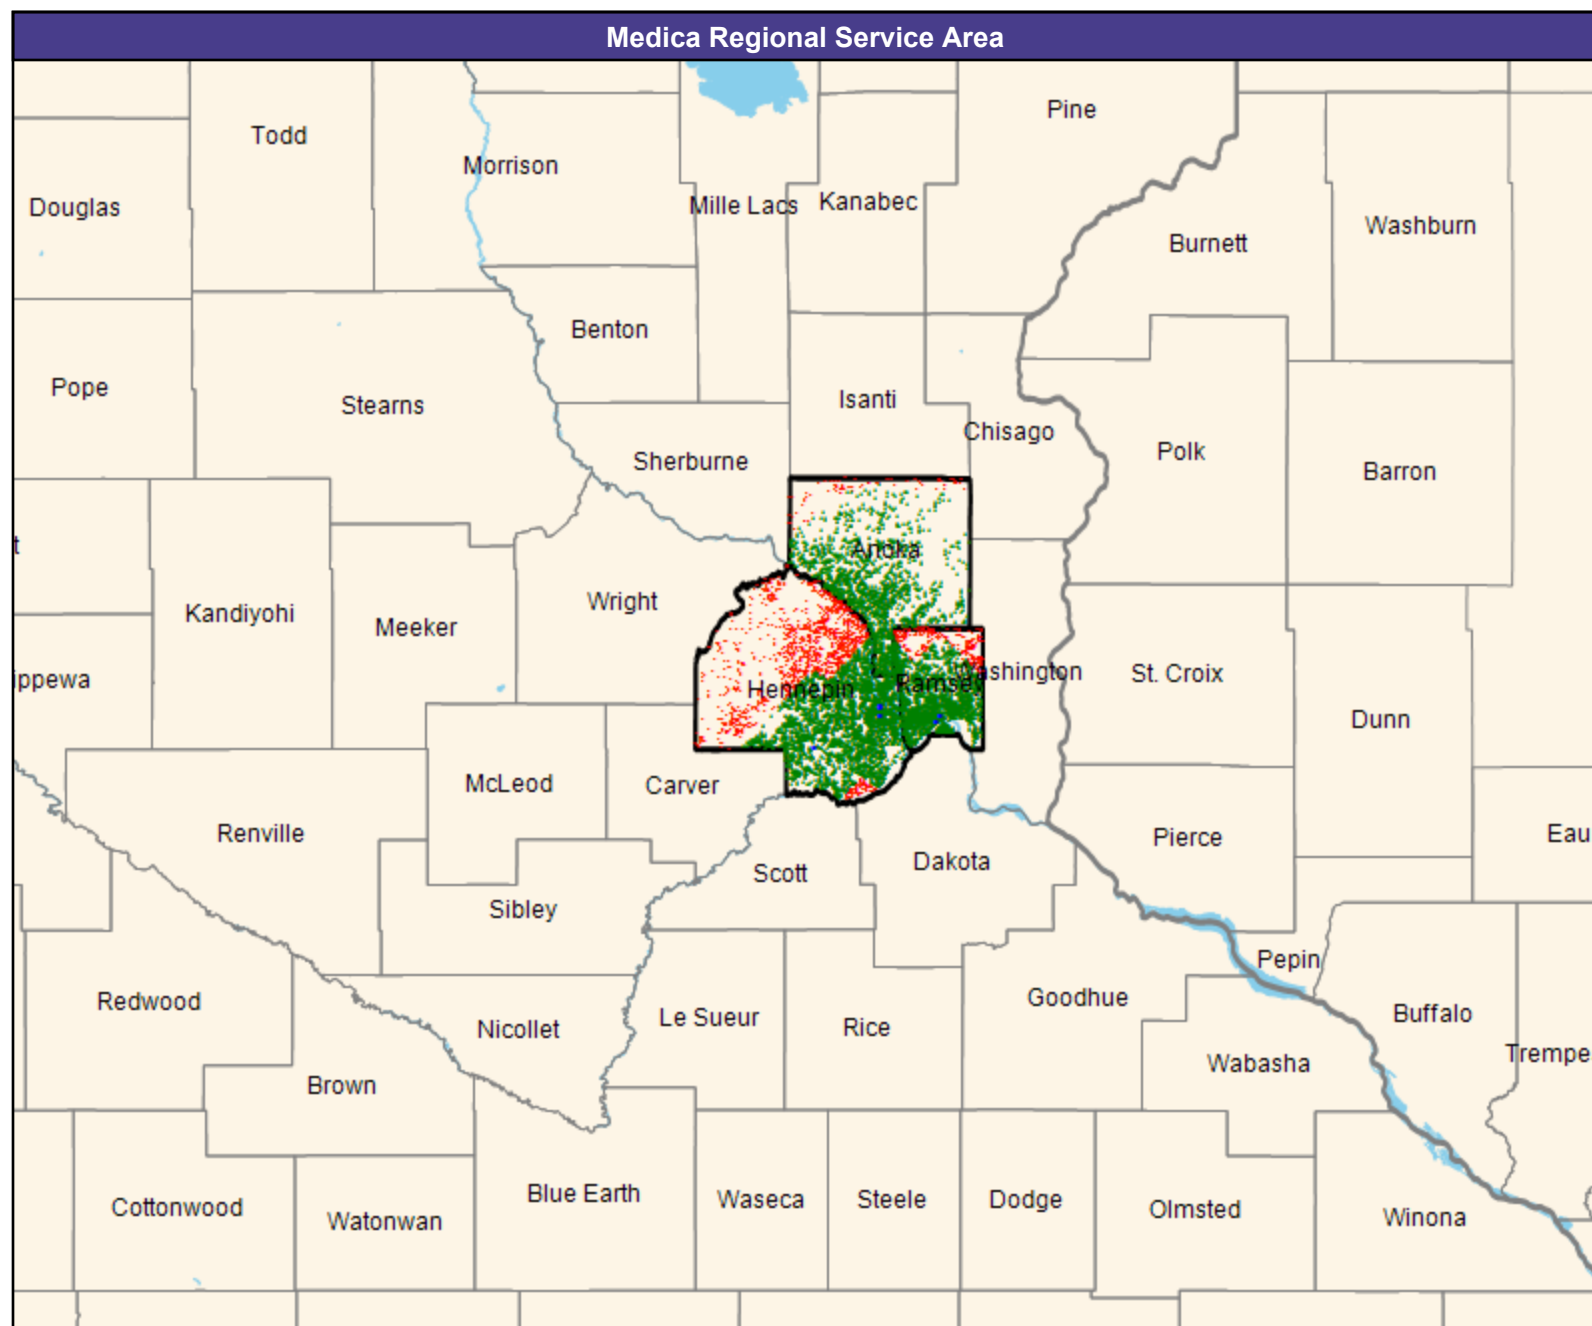 Medica Regional Service Area
Pine
Todd
Morrison
Douglas
Mille Lacs
Kanabec
Washburn
Burnett
Benton
Pope
Stearns
Isanti
Chisago
Polk
Sherburne
Barron
t
Anoka
Wright
Kandiyohi
Meeker
ippewa
Hennepin
Ramsey
Washington
St. Croix
Dunn
McLeod
Carver
Renville
Pierce
Eau
Scott
Dakota
Sibley
Pepin
Redwood
Goodhue
Nicollet
Le Sueur
Rice
Buffalo
Trempe
Wabasha
Brown
Cottonwood
Watonwan
Blue Earth
Waseca
Steele
Dodge
Olmsted
Winona